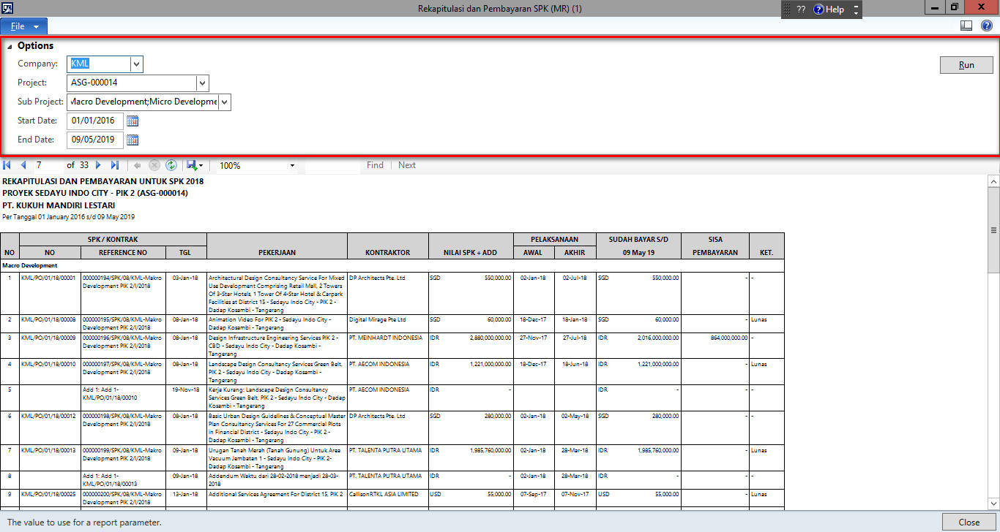 Rekapitulasi dan Pembayaran SPK (MR) (1)
?? Help
File
Options
Company: KML
Run
Project: ASG-000014
Sub Project: Macro Development;Micro Developme
Start Date: 01/01/2016
End Date: 09/05/2019
7 of 33 100% Find Next
REKAPITULASI DAN PEMBAYARAN UNTUK SPK 2018
PROYEK SEDAYU INDO CITY - PIK 2 (ASG-000014)
PT. KUKUH MANDIRI LESTARI
Per Tanggal 01 January 2016 s/d 09 May 2019
SPK / KONTRAK PELAKSANAAN SUDAH BAYAR S/D SISA
NO NO REFERENCE NO TGL PEKERJAAN KONTRAKTOR NILAI SPK + ADD AWAL AKHIR 09 May 19 PEMBAYARAN KET.
Macro Development
1 KML/PO/01/18/00001 000000194/SPK/08/KML-Makro 03-Jan-18 Architectural Design Consultancy Service For Mixed DP Architects Pte. Ltd SGD 550,000.00 02-Jan-18 02-Jul-18 SGD 550,000.00 - -
Development PIK 2/I/2018 Use Development Comprising Retail Mall, 2 Towers
Of 3-Star Hotels, 1 Tower Of 4-Star Hotel & Carpark
Facilities at District 15 - Sedayu Indo City - PIK 2 -
Dadap Kosambi - Tangerang
2 KML/PO/01/18/00008 000000195/SPK/08/KML-Makro 08-Jan-18 Animation Video For PIK 2 - Sedayu Indo City - Digital Mirage Pte Ltd SGD 60,000.00 18-Dec-17 18-Jan-18 SGD 60,000.00 - Lunas
Development PIK 2/I/2018 Dadap Kosambi - Tangerang
3 KML/PO/01/18/00009 000000196/SPK/08/KML-Makro 08-Jan-18 Design Infrastructure Engineering Services PIK 2 - PT. MEINHARDT INDONESIA IDR 2,880,000,000.00 27-Nov-17 27-Jul-18 IDR 2,016,000,000.00 864,000,000.00 -
Development PIK 2/I/2018 CBD - Sedayu Indo City - Dadap Kosambi -
Tangerang
4 KML/PO/01/18/00010 000000197/SPK/08/KML-Makro 08-Jan-18 Landscape Design Consultancy Services Green Belt, PT. AECOM INDONESIA IDR 1,221,000,000.00 18-Dec-17 18-Jun-18 IDR 1,221,000,000.00 - Lunas
Development PIK 2/I/2018 PIK 2 - Sedayu Indo City - Dadap Kosambi -
Tangerang
5 Add 1: Add 1- 19-Nov-18 Kerja Kurang: Landscape Design Consultancy PT. AECOM INDONESIA IDR - IDR - - -
KML/PO/01/18/00010 Services Green Belt, PIK 2 - Sedayu Indo City - Dadap
Kosambi - Tangerang
6 KML/PO/01/18/00012 000000198/SPK/08/KML-Makro 08-Jan-18 Basic Urban Design Guidelines & Conceptual Master DP Architects Pte. Ltd SGD 280,000.00 02-Jan-18 02-May-18 SGD 280,000.00 - -
Development PIK 2/I/2018 Plan Consultancy Services For 27 Commercial Plots
in Financial District - Sedayu Indo City - PIK 2 -
Dadap Kosambi - Tangerang
7 KML/PO/01/18/00013 000000199/SPK/08/KML-Makro 09-Jan-18 Urugan Tanah Merah (Tanah Gunung) Untuk Area PT. TALENTA PUTRA UTAMA IDR 1,985,760,000.00 02-Jan-18 28-Mar-18 IDR 1,985,760,000.00 - Lunas
Development PIK 2/I/2018 Vacuum Jembatan 1 - Sedayu Indo City - PIK 2-
Dadap Kosambi - Tangerang
8 Add 1: Add 1- 09-Jan-18 Addendum Waktu dari 28-02-2018 menjadi 28-03- PT. TALENTA PUTRA UTAMA IDR - 02-Jan-18 28-Mar-18 IDR - - -
KML/PO/01/18/00013 2018
9 KML/PO/01/18/00025 000000200/SPK/08/KML-Makro 13-Jan-18 Additional Services Agreement For District 15, PIK 2 CallisonRTKL ASIA LIMITED USD 55,000.00 07-Sep-17 07-Nov-17 USD 55,000.00 - Lunas
Development PIK 2/I/2018
The value to use for a report parameter.
Close